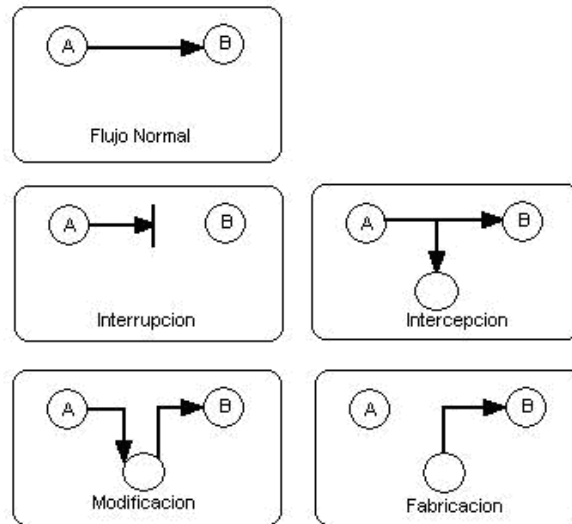 A B
Flujo Normal
A B
Interrupcion
A B
Intercepcion
A B
Modificacion
A B
Fabricacion